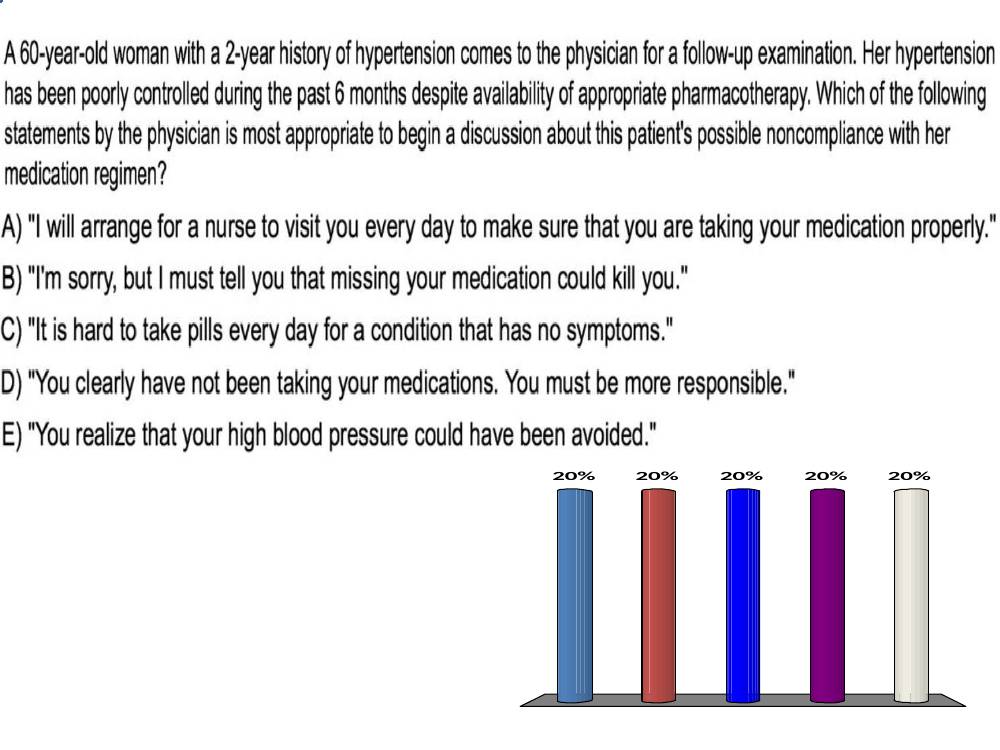 A 60-year-old woman with a 2-year history of hypertension comes to the physician for a follow-up examination. Her hypertension
has been poorly controlled during the past 6 months despite availability of appropriate pharmacotherapy. Which of the following
statements by the physician is most appropriate to begin a discussion about this patient's possible noncompliance with her
medication regimen?
A) "I will arrange for a nurse to visit you every day to make sure that you are taking your medication properly."
B) "I'm sorry, but I must tell you that missing your medication could kill you."
C) "It is hard to take pills every day for a condition that has no symptoms."
D) "You clearly have not been taking your medications. You must be more responsible."
E) "You realize that your high blood pressure could have been avoided."
20% 20% 20% 20% 20%